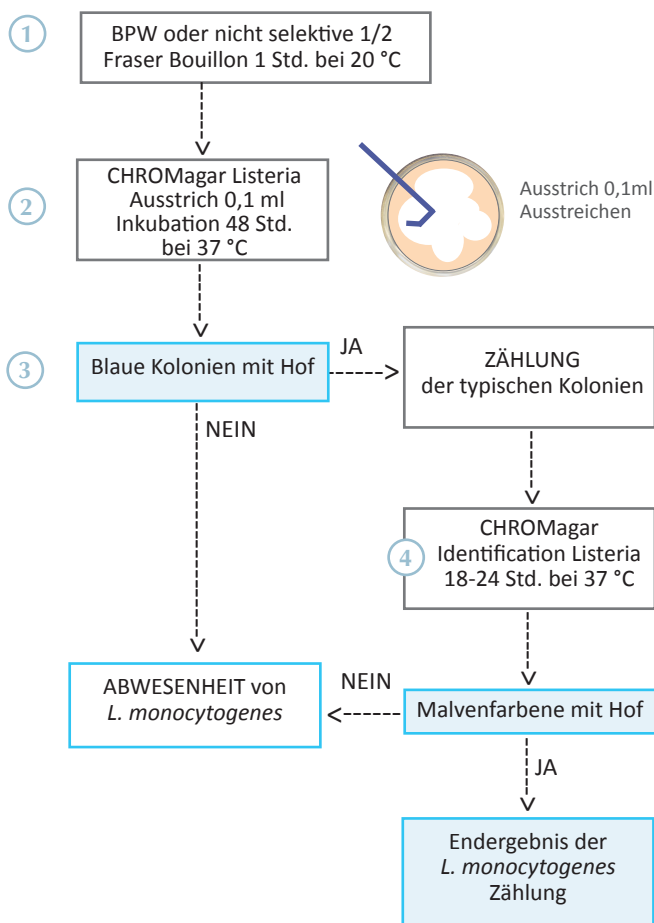 1
BPW oder nicht selektive 1/2
Fraser Bouillon 1 Std. bei 20 °C
2
CHROMagar Listeria
Ausstrich 0,1 ml
Inkubation 48 Std.
bei 37 °C
Ausstrich 0,1ml
Ausstreichen
3
Blaue Kolonien mit Hof
JA
ZÄHLUNG
der typischen Kolonien
NEIN
4
CHROMagar
Identification Listeria
18-24 Std. bei 37 °C
ABWESENHEIT von
L. monocytogenes
NEIN
Malvenfarbene mit Hof
JA
Endergebnis der
L. monocytogenes
Zählung